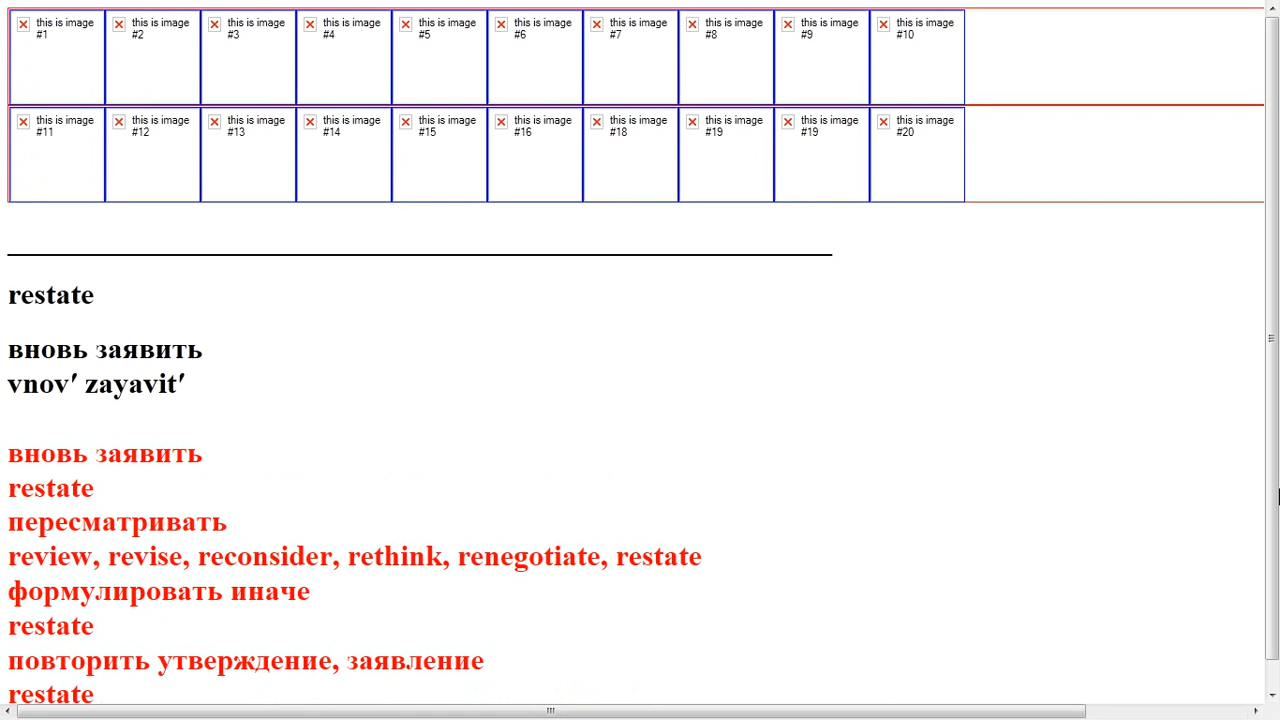 this is image #1 this is image #2 this is image #3 this is image #4 this is image #5 this is image #6 this is image #7 this is image #8 this is image #9 this is image #10
this is image #11 this is image #12 this is image #13 this is image #14 this is image #15 this is image #16 this is image #18 this is image #19 this is image #19 this is image #20
restate
вновь заявить
vnovʹ zayavitʹ
вновь заявить
restate
пересматривать
review, revise, reconsider, rethink, renegotiate, restate
формулировать иначе
restate
повторить утверждение, заявление
restate